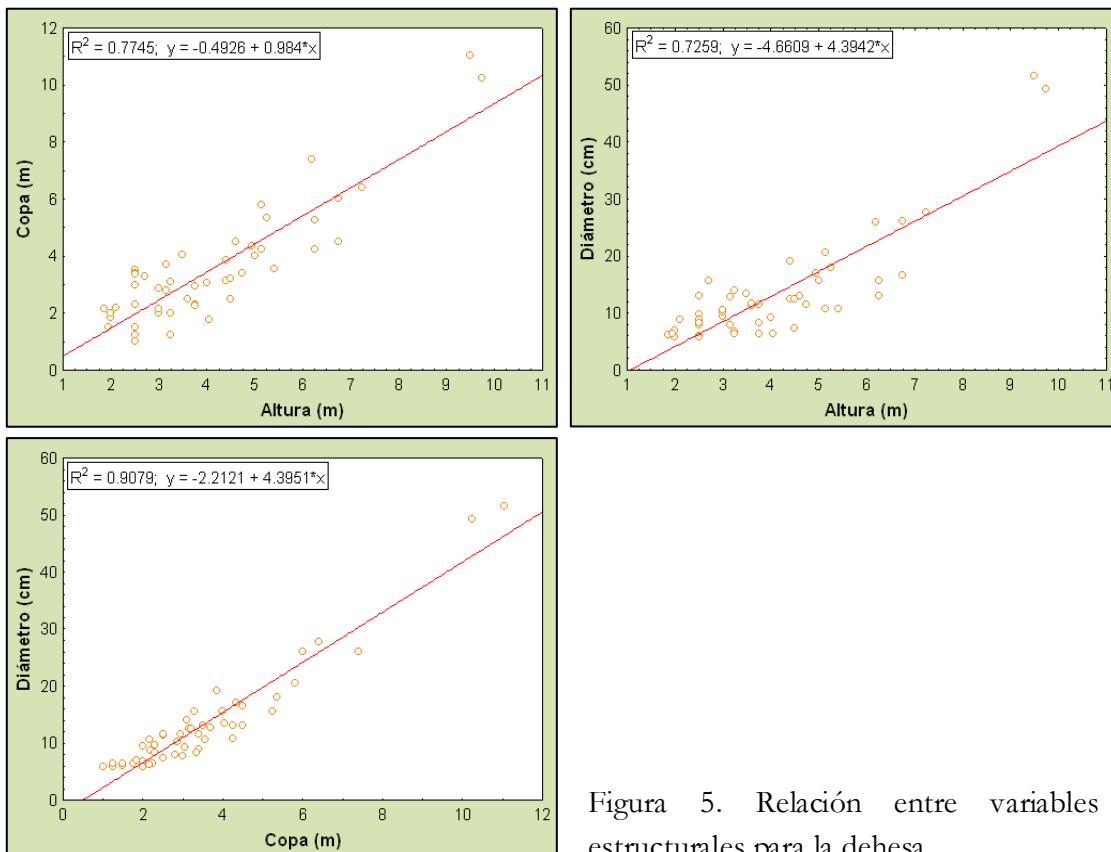 R² = 0.7745;  y = -0.4926 + 0.984*x
12
10
8
6
4
2
0
Copa (m)
1 2 3 4 5 6 7 8 9 10 11
Altura (m)
R² = 0.7259;  y = -4.6609 + 4.3942*x
60
50
40
30
20
10
0
Diámetro (cm)
1 2 3 4 5 6 7 8 9 10 11
Altura (m)
R² = 0.9079;  y = -2.2121 + 4.3951*x
60
50
40
30
20
10
0
Diámetro (cm)
0 2 4 6 8 10 12
Copa (m)
Figura 5. Relación entre variables
estructurales para la dehesa